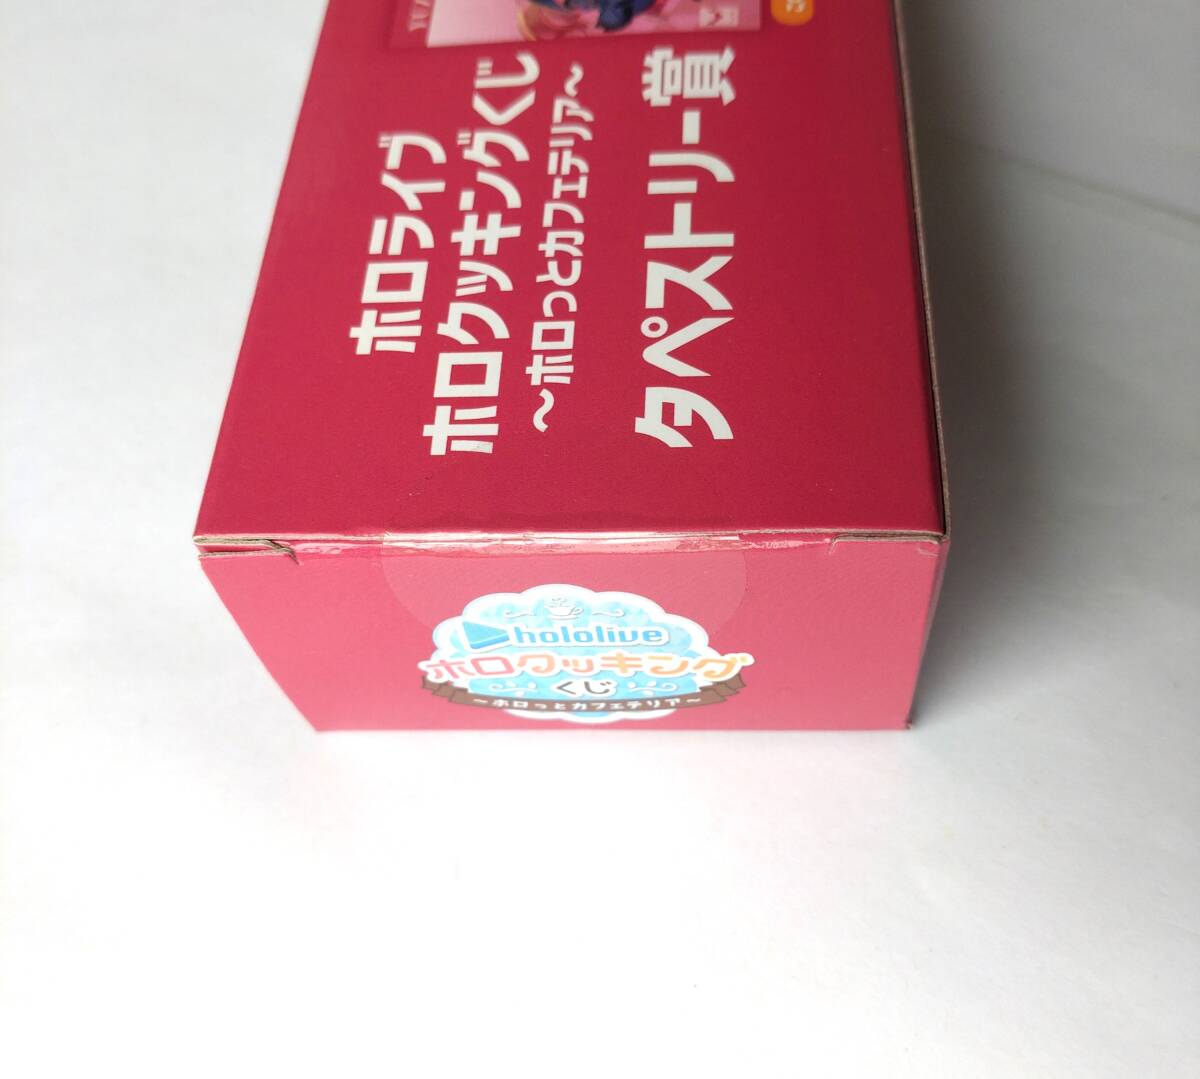 ホロライブ
ホロクッキングくじ
～ホロっとカフェテリア～
タペストリー賞
hololive
ホロクッキング
くじ
～ホロっとカフェテリア～